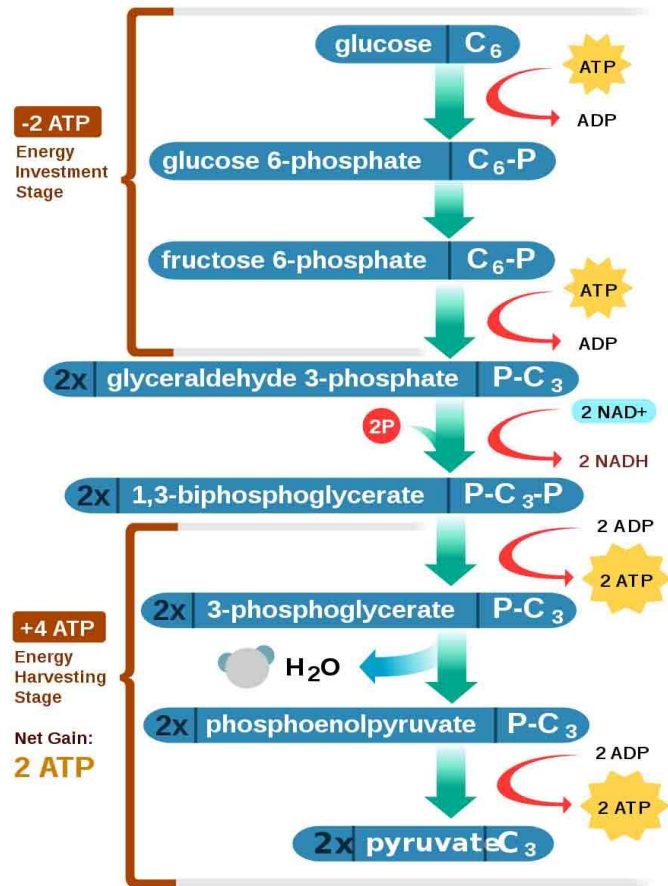 glucose C6
ATP
ADP
-2 ATP
Energy
Investment
Stage
glucose 6-phosphate C6-P
fructose 6-phosphate C6-P
ATP
ADP
2x glyceraldehyde 3-phosphate P-C3
2P
2 NAD+
2 NADH
2x 1,3-biphosphoglycerate P-C3-P
2 ADP
2 ATP
2x 3-phosphoglycerate P-C3
+4 ATP
Energy
Harvesting
Stage
H2O
Net Gain:
2 ATP
2x phosphoenolpyruvate P-C3
2 ADP
2 ATP
2x pyruvate C3